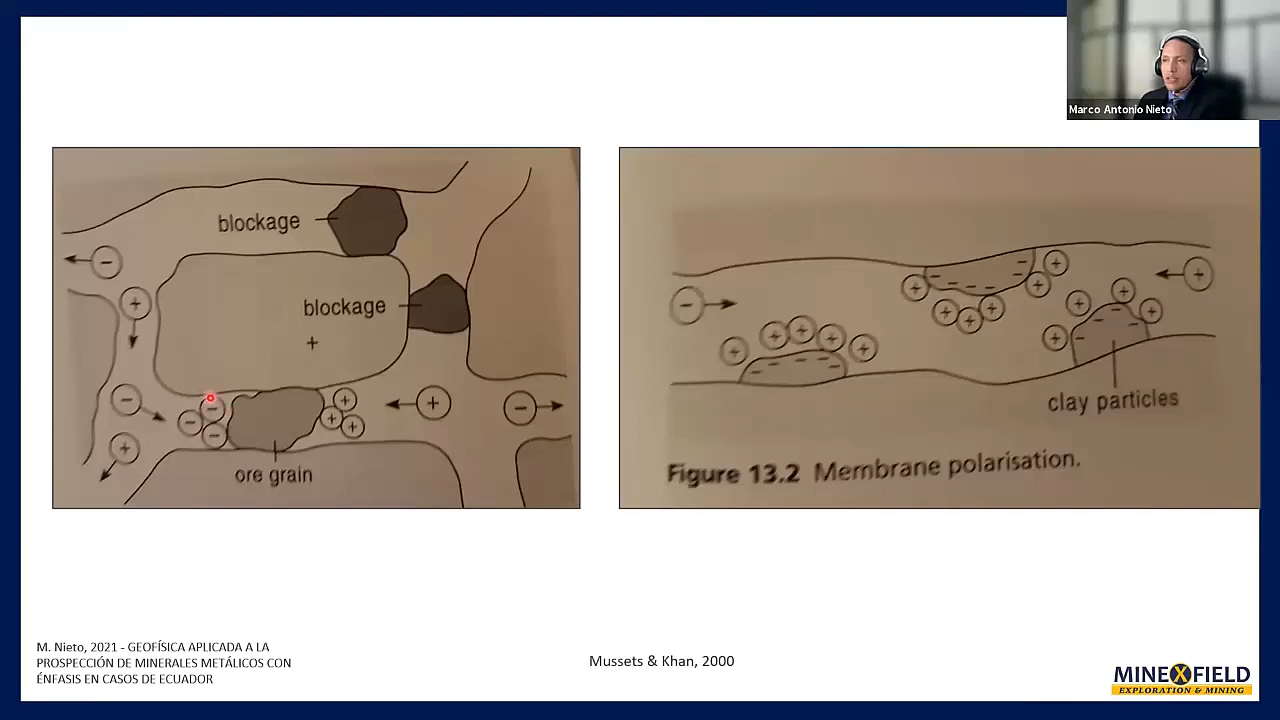 Marco Antonio Nieto
blockage
blockage
+
- + - + - - - + + + + -
ore grain
- + + + + + + + + + + + + + + +
clay particles
Figure 13.2 Membrane polarisation.
M. Nieto, 2021 - GEOFÍSICA APLICADA A LA
PROSPECCIÓN DE MINERALES METÁLICOS CON
ÉNFASIS EN CASOS DE ECUADOR
Mussets & Khan, 2000
MINEXFIELD
EXPLORATION & MINING